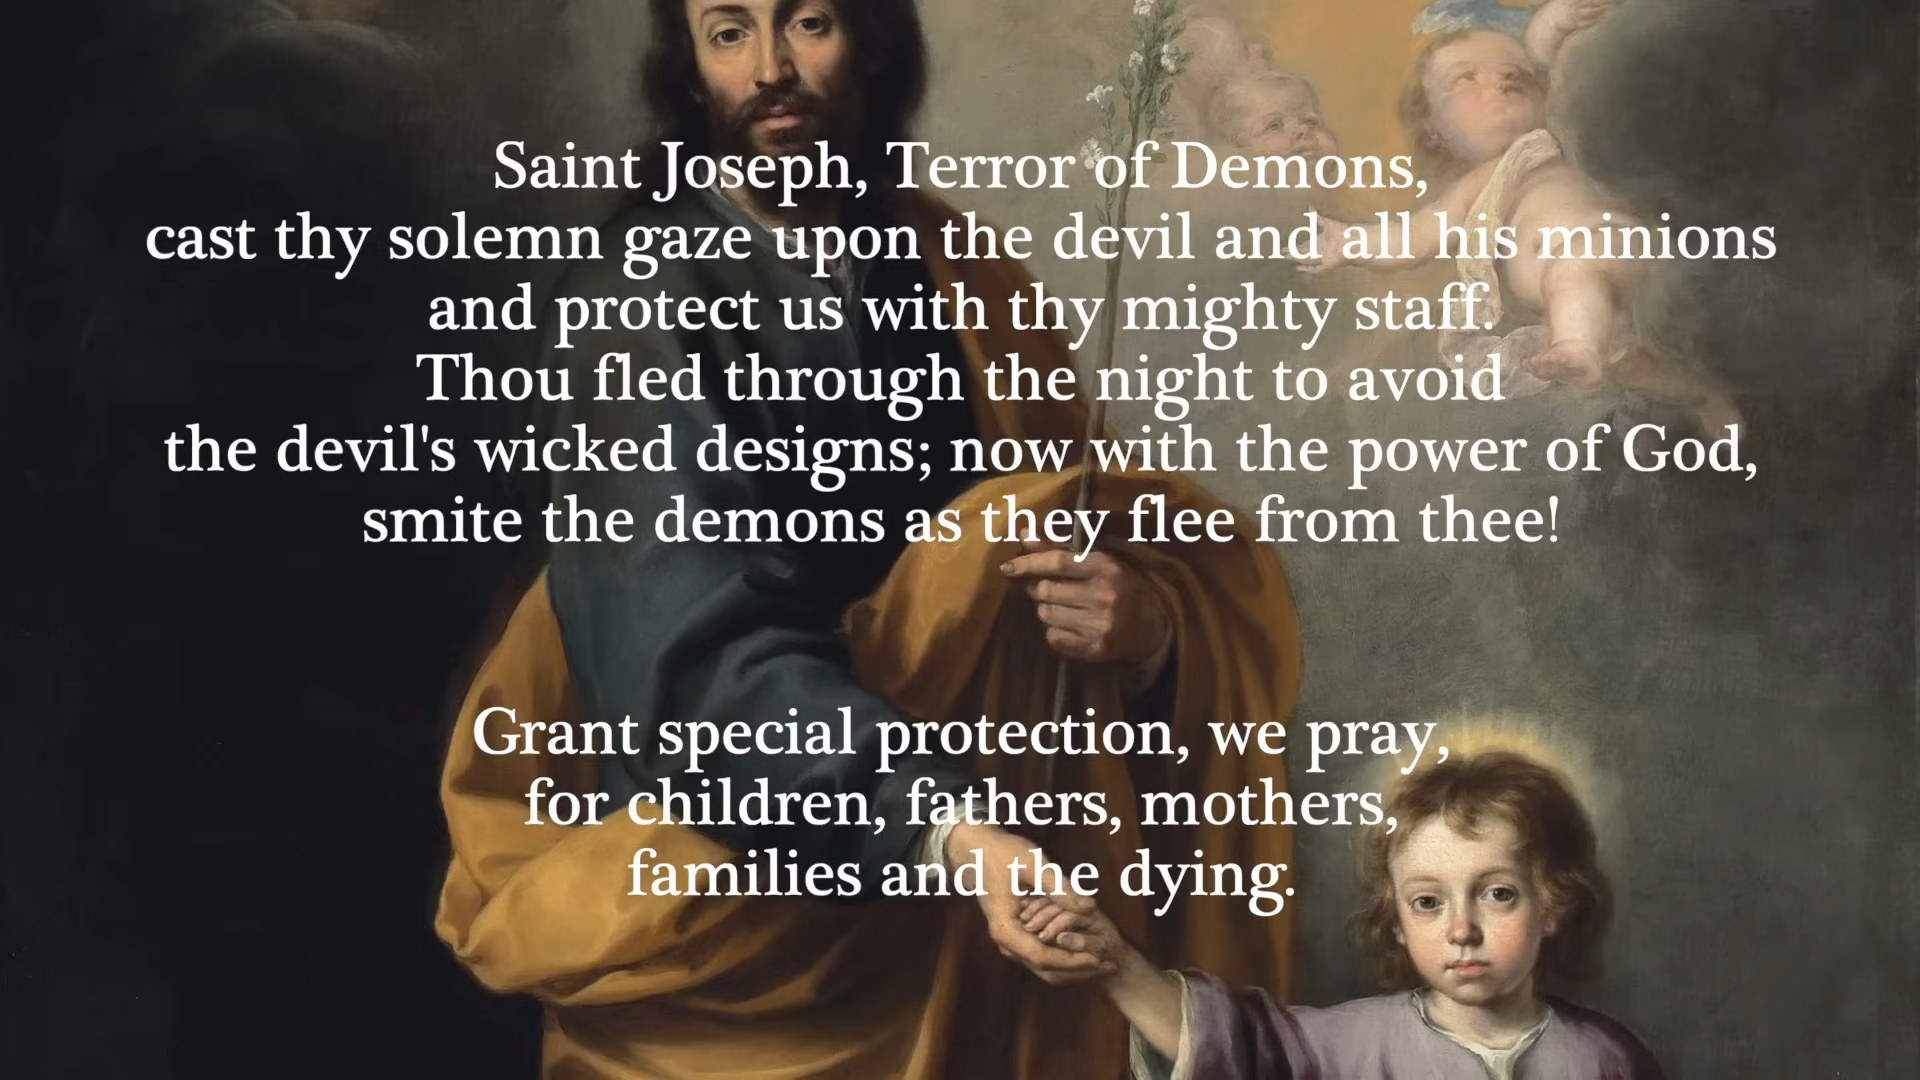 Saint Joseph, Terror of Demons,
cast thy solemn gaze upon the devil and all his minions
and protect us with thy mighty staff.
Thou fled through the night to avoid
the devil's wicked designs; now with the power of God,
smite the demons as they flee from thee!
Grant special protection, we pray,
for children, fathers, mothers,
families and the dying.